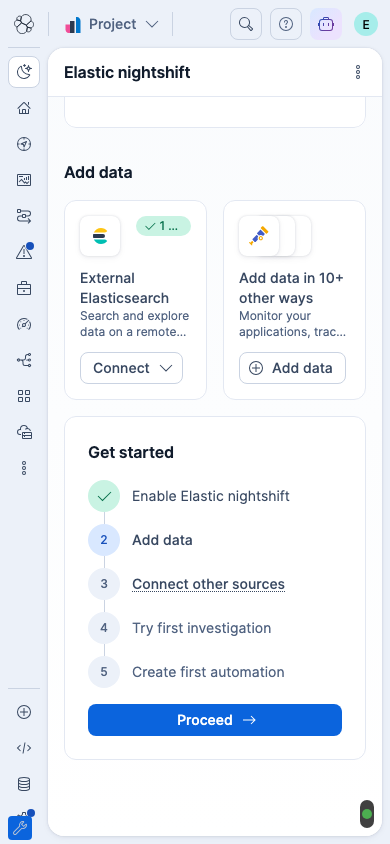 Project
E
Elastic nightshift
Add data
1 ...
External
Elasticsearch
Search and explore
data on a remote...
Connect
Add data in 10+
other ways
Monitor your
applications, trac...
Add data
Get started
Enable Elastic nightshift
2 Add data
3 Connect other sources
4 Try first investigation
5 Create first automation
Proceed